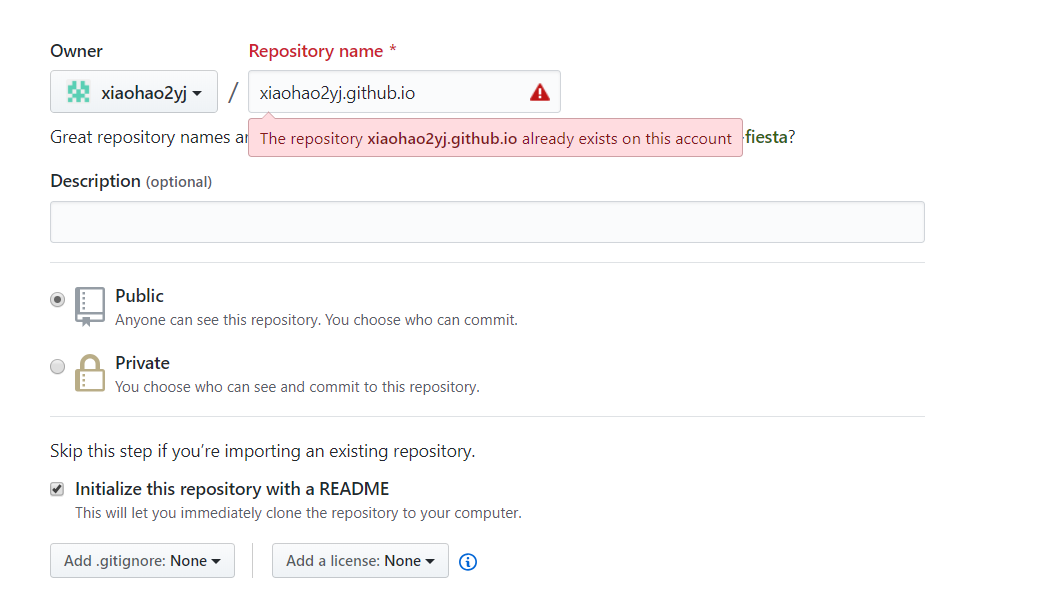 Owner
Repository name *
xiaohao2yj / xiaohao2yj.github.io
Great repository names
The repository xiaohao2yj.github.io already exists on this account
-fiesta?
Description (optional)
Public
Anyone can see this repository. You choose who can commit.
Private
You choose who can see and commit to this repository.
Skip this step if you’re importing an existing repository.
Initialize this repository with a README
This will let you immediately clone the repository to your computer.
Add .gitignore: None
Add a license: None